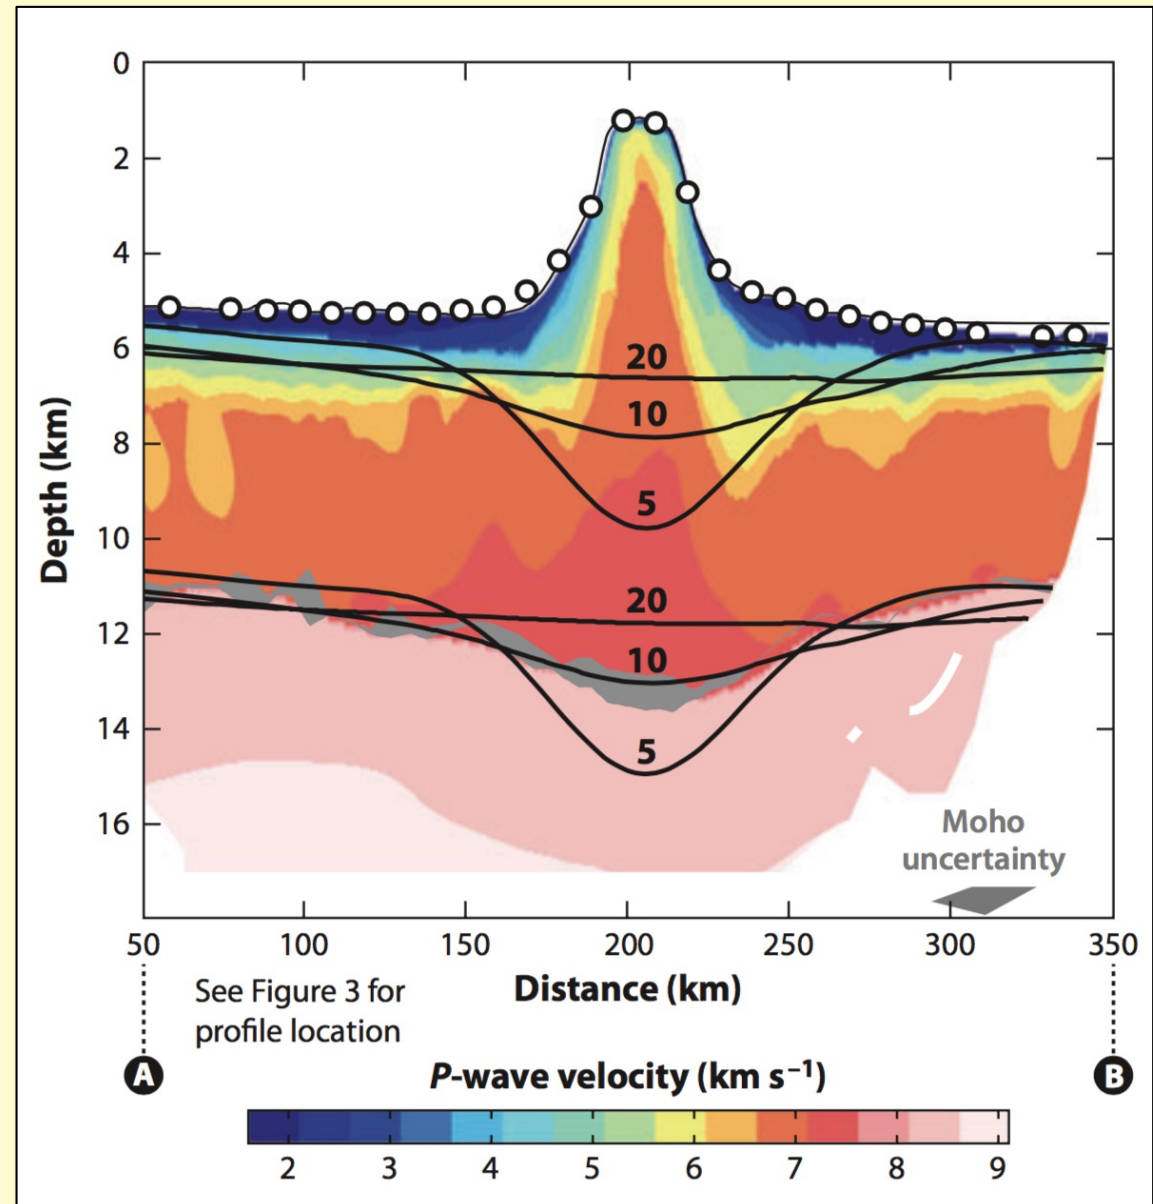 0
2
4
6
8
10
12
14
16
Depth (km)
20
10
5
20
10
5
Moho
uncertainty
50 100 150 200 250 300 350
See Figure 3 for
profile location
Distance (km)
A
B
P-wave velocity (km s⁻¹)
2 3 4 5 6 7 8 9